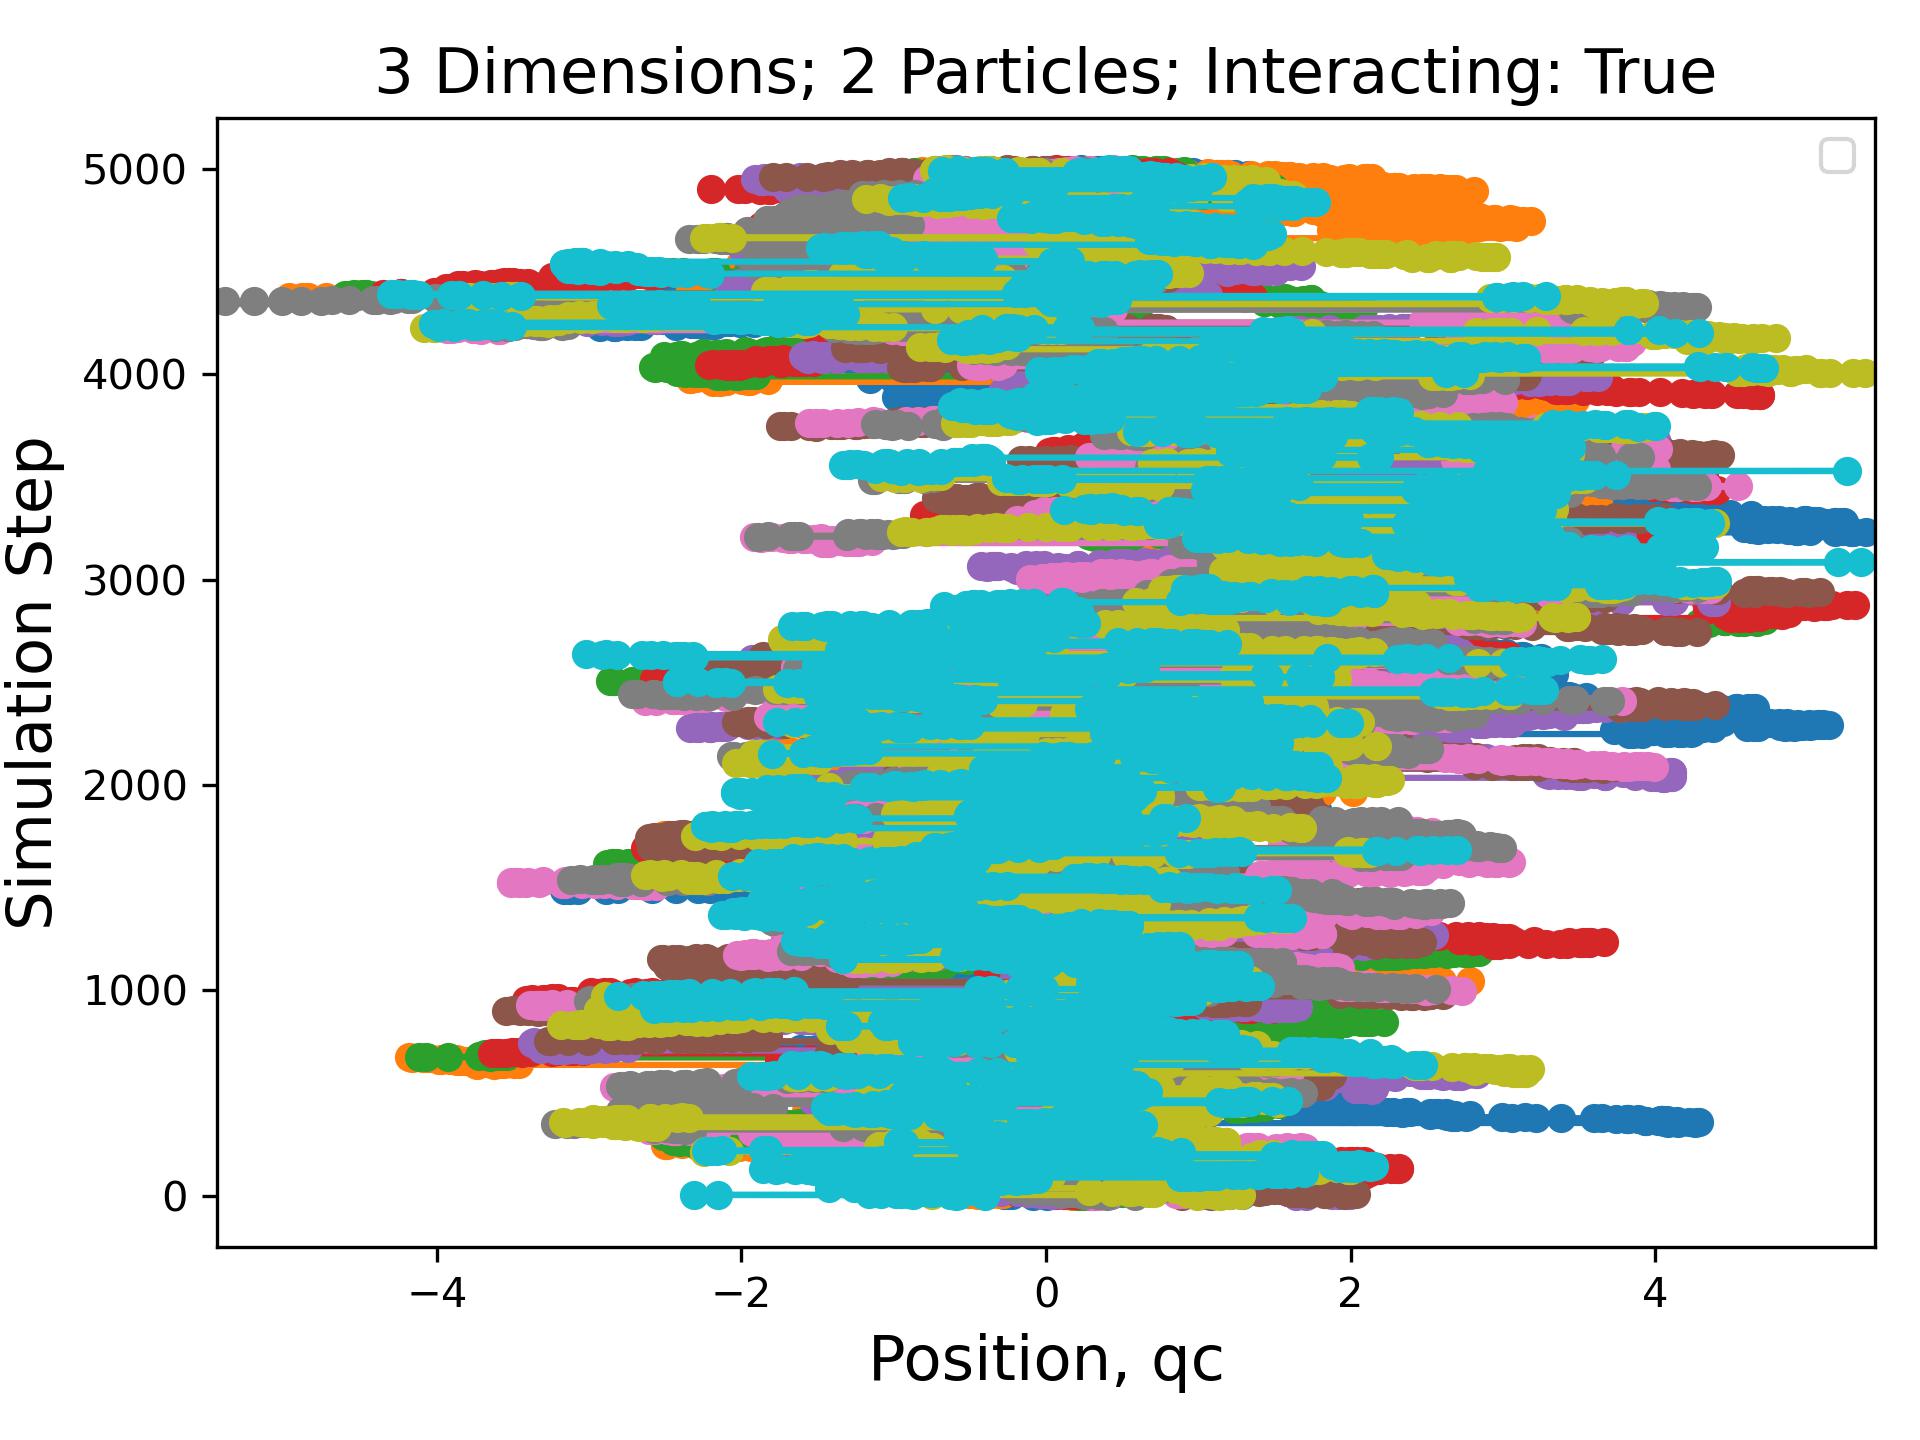 3 Dimensions; 2 Particles; Interacting: True
5000
4000
3000
2000
1000
0
Simulation Step
−4 −2 0 2 4
Position, qc